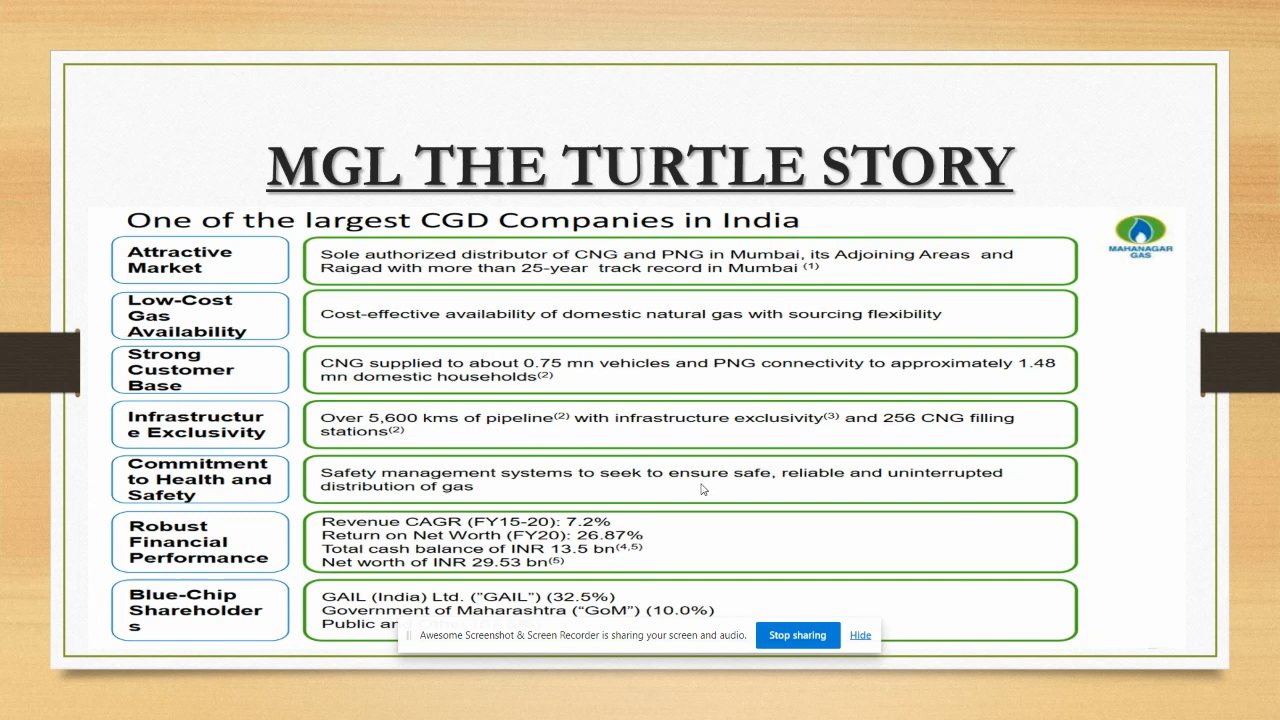 MGL THE TURTLE STORY
One of the largest CGD Companies in India
MAHANAGAR
GAS
Attractive
Market
Sole authorized distributor of CNG and PNG in Mumbai, its Adjoining Areas and
Raigad with more than 25-year track record in Mumbai (1)
Low-Cost
Gas
Availability
Cost-effective availability of domestic natural gas with sourcing flexibility
Strong
Customer
Base
CNG supplied to about 0.75 mn vehicles and PNG connectivity to approximately 1.48
mn domestic households(2)
Infrastructur
e Exclusivity
Over 5,600 kms of pipeline(2) with infrastructure exclusivity(3) and 256 CNG filling
stations(2)
Commitment
to Health and
Safety
Safety management systems to seek to ensure safe, reliable and uninterrupted
distribution of gas
Robust
Financial
Performance
Revenue CAGR (FY15-20): 7.2%
Return on Net Worth (FY20): 26.87%
Total cash balance of INR 13.5 bn(4,5)
Net worth of INR 29.53 bn(5)
Blue-Chip
Shareholder
s
GAIL (India) Ltd. ("GAIL") (32.5%)
Government of Maharashtra (“GoM”) (10.0%)
Public
Awesome Screenshot & Screen Recorder is sharing your screen and audio.
Stop sharing
Hide